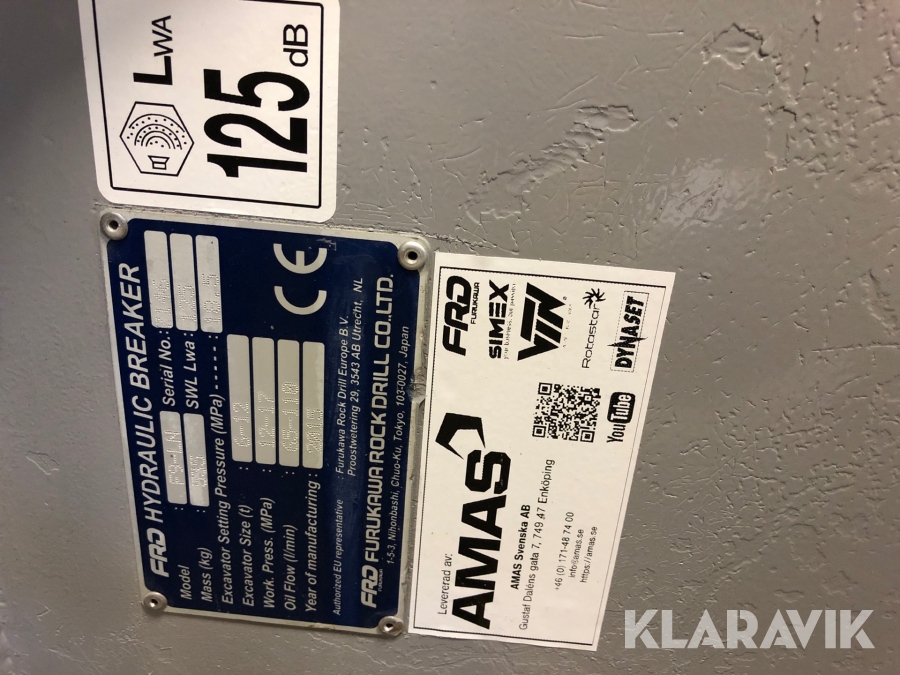 LWA
125 dB
FRD HYDRAULIC BREAKER
Model Serial No.:
Mass (kg) SWL Lwa :
Excavator Setting Pressure (MPa) ------ :
Excavator Size (t)
Work. Press. (MPa) 12-17
Oil Flow (l/min)
Year of manufacturing
CE
Authorized EU representative : Furukawa Rock Drill Europe B.V.
Proostwetering 29, 3543 AB Utrecht, NL
FRD FURUKAWA ROCK DRILL CO.,LTD.
1-5-3, Nihonbashi, Chuo-Ku, Tokyo, 103-0027, Japan
Levererad av:
AMAS
AMAS Svenska AB
Gustaf Daléns gata 7, 749 47 Enköping
+46 (0) 171-48 74 00
info@amas.se
https://amas.se
FRD
FURUKAWA
SIMEX
VTN
Rotostar
DYNASET
YouTube
KLARAVIK